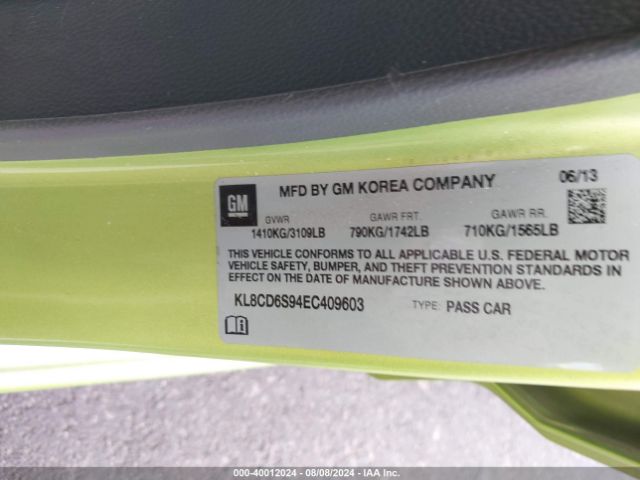 GM
MFD BY GM KOREA COMPANY
06/13
GVWR GAWR FRT. GAWR RR.
1410KG/3109LB 790KG/1742LB 710KG/1565LB
THIS VEHICLE CONFORMS TO ALL APPLICABLE U.S. FEDERAL MOTOR
VEHICLE SAFETY, BUMPER, AND THEFT PREVENTION STANDARDS IN
EFFECT ON THE DATE OF MANUFACTURE SHOWN ABOVE.
KL8CD6S94EC409603 TYPE: PASS CAR
000-40012024 - 08/08/2024 - IAA Inc.